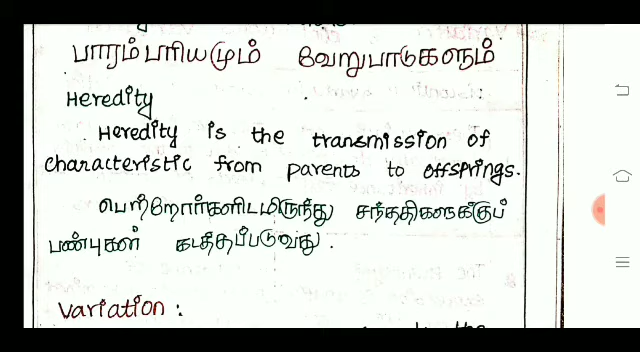 பாரம்பரியமும் வேறுபாடுகளும்
Heredity
Heredity is the transmission of
characteristic from parents to offsprings.
பெற்றோர்களிடமிருந்து சந்ததிகளுக்குப்
பண்புகள் கடத்தப்படுவது.
Variation :
the